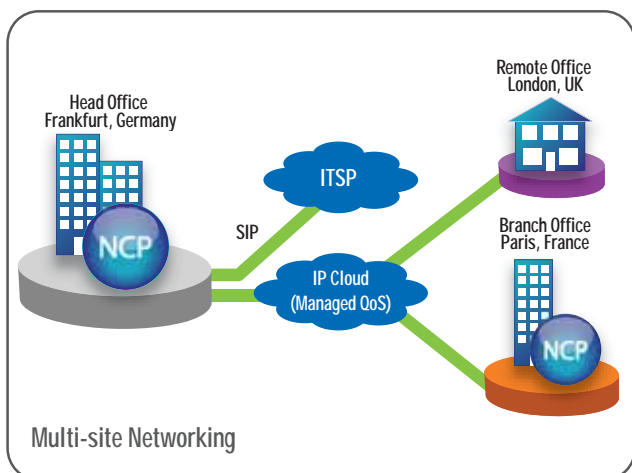 Head Office
Frankfurt, Germany
NCP
SIP
ITSP
IP Cloud
(Managed QoS)
Remote Office
London, UK
Branch Office
Paris, France
NCP
Multi-site Networking